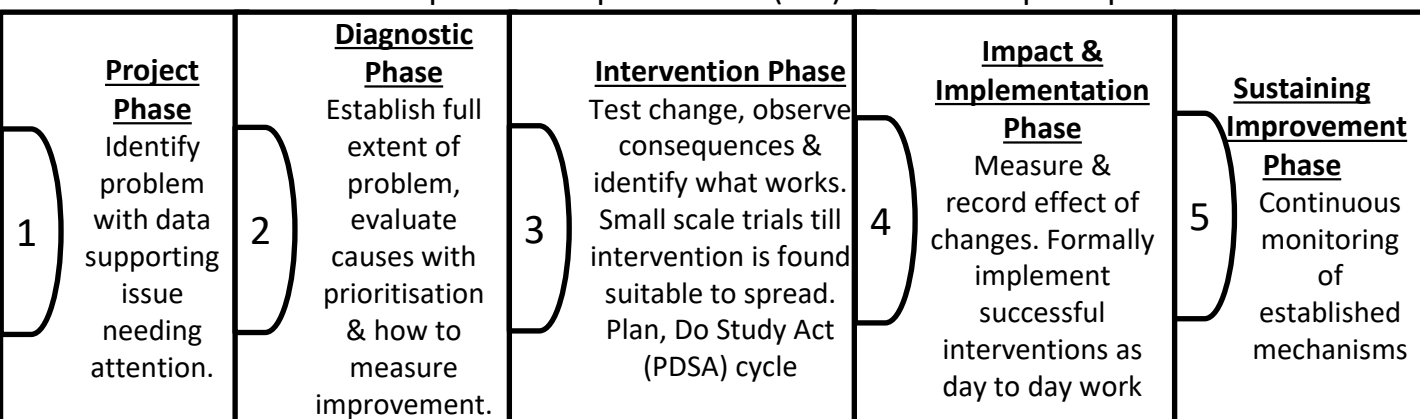 1
Project
Phase
Identify
problem
with data
supporting
issue
needing
attention.
2
Diagnostic
Phase
Establish full
extent of
problem,
evaluate
causes with
prioritisation
& how to
measure
improvement.
3
Intervention Phase
Test change, observe
consequences &
identify what works.
Small scale trials till
intervention is found
suitable to spread.
Plan, Do Study Act
(PDSA) cycle
4
Impact &
Implementation
Phase
Measure &
record effect of
changes. Formally
implement
successful
interventions as
day to day work
5
Sustaining
Improvement
Phase
Continuous
monitoring
of
established
mechanisms